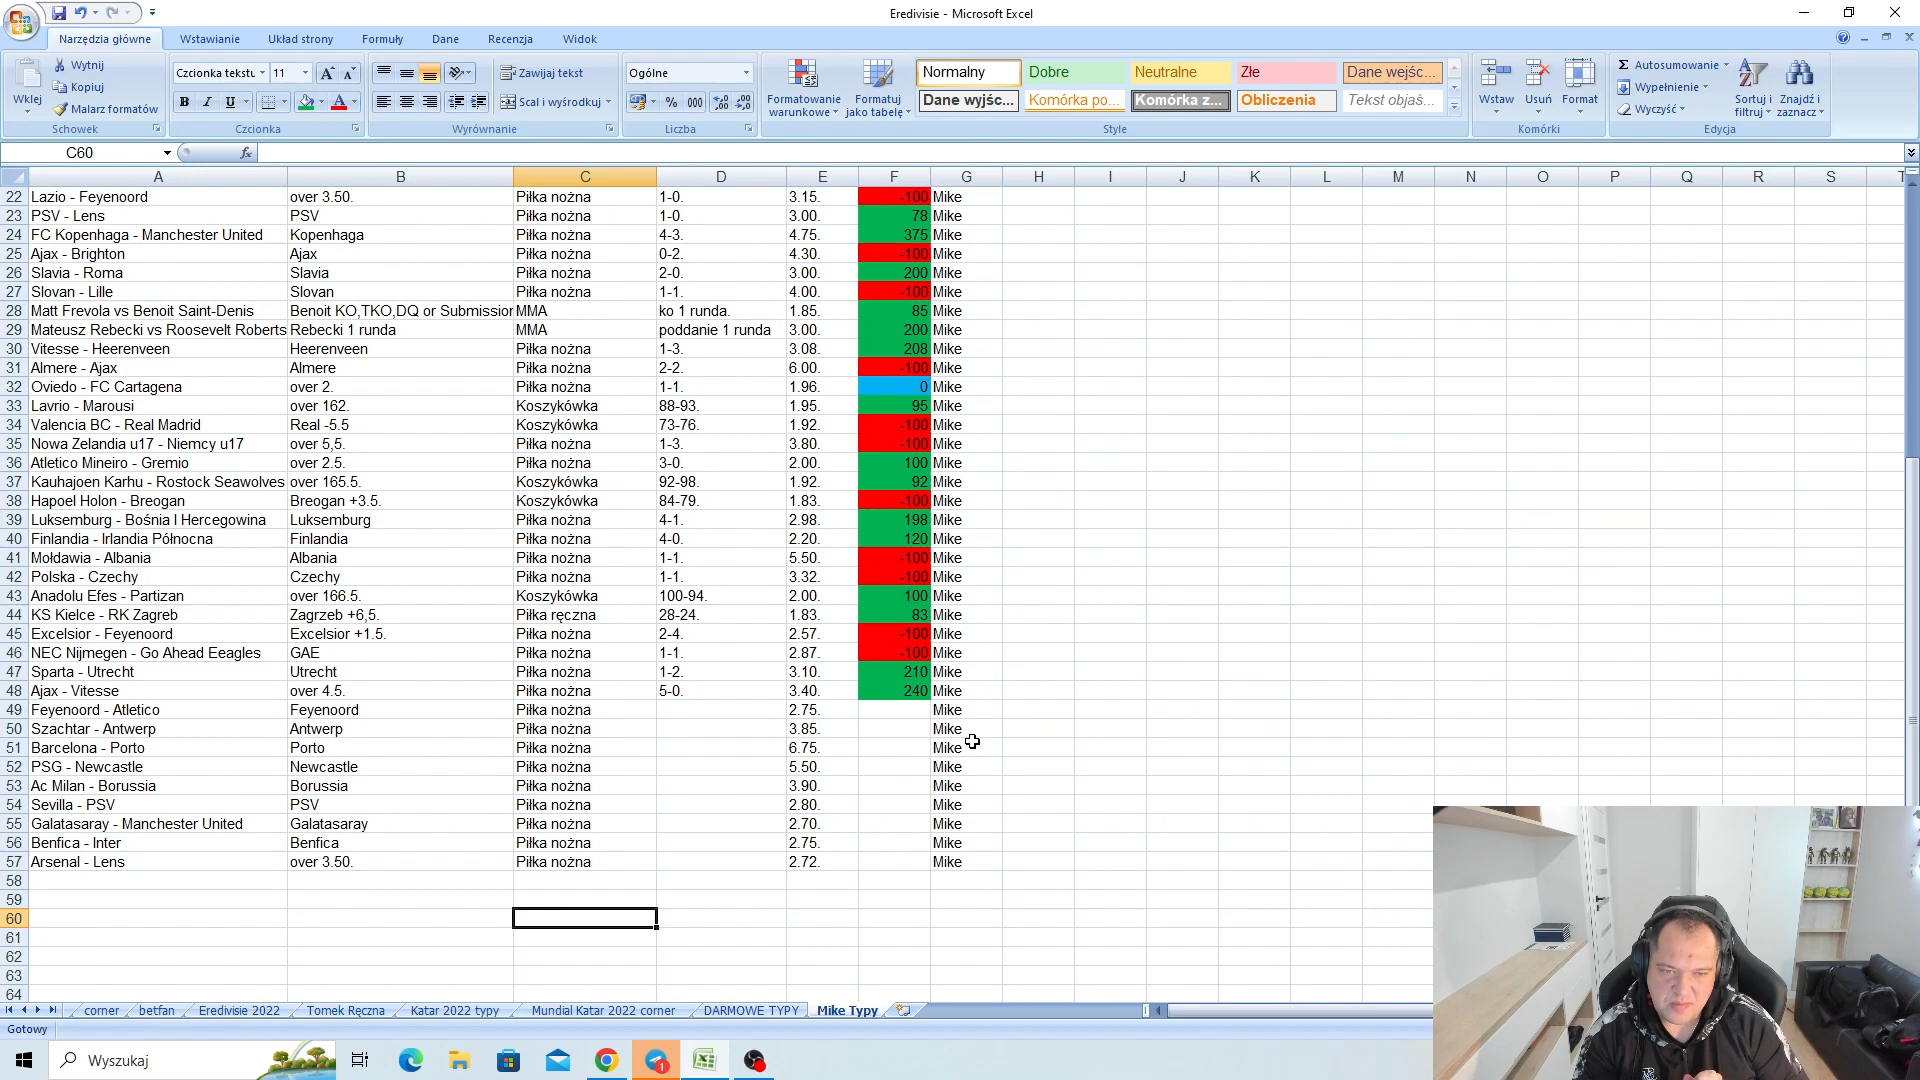 Eredivisie - Microsoft Excel
Narzędzia główne Wstawianie Układ strony Formuły Dane Recenzja Widok
Wklej Wytnij Kopiuj Malarz formatów Schowek
Czcionka tekstu 11 B I U A Czcionka
Zawijaj tekst Scal i wyśrodkuj Wyrównanie
Ogólne % 000 Liczba
Formatowanie warunkowe Formatuj jako tabelę
Normalny Dobre Neutralne Złe Dane wejśc...
Dane wyjśc... Komórka po... Komórka z... Obliczenia Tekst objaś...
Style
Wstaw Usuń Format Komórki
Σ Autosumowanie Wypełnienie Wyczyść Sortuj i filtruj Znajdź i zaznacz Edycja
C60 fx
A B C D E F G H I J K L M N O P Q R S T
22 Lazio - Feyenoord over 3.50. Piłka nożna 1-0. 3.15. -100 Mike
23 PSV - Lens PSV Piłka nożna 1-0. 3.00. 78 Mike
24 FC Kopenhaga - Manchester United Kopenhaga Piłka nożna 4-3. 4.75. 375 Mike
25 Ajax - Brighton Ajax Piłka nożna 0-2. 4.30. -100 Mike
26 Slavia - Roma Slavia Piłka nożna 2-0. 3.00. 200 Mike
27 Slovan - Lille Slovan Piłka nożna 1-1. 4.00. -100 Mike
28 Matt Frevola vs Benoit Saint-Denis Benoit KO,TKO,DQ or Submission MMA ko 1 runda. 1.85. 85 Mike
29 Mateusz Rebecki vs Roosevelt Roberts Rebecki 1 runda MMA poddanie 1 runda 3.00. 200 Mike
30 Vitesse - Heerenveen Heerenveen Piłka nożna 1-3. 3.08. 208 Mike
31 Almere - Ajax Almere Piłka nożna 2-2. 6.00. -100 Mike
32 Oviedo - FC Cartagena over 2. Piłka nożna 1-1. 1.96. 0 Mike
33 Lavrio - Marousi over 162. Koszykówka 88-93. 1.95. 95 Mike
34 Valencia BC - Real Madrid Real -5.5 Koszykówka 73-76. 1.92. -100 Mike
35 Nowa Zelandia u17 - Niemcy u17 over 5,5. Piłka nożna 1-3. 3.80. -100 Mike
36 Atletico Mineiro - Gremio over 2.5. Piłka nożna 3-0. 2.00. 100 Mike
37 Kauhajoen Karhu - Rostock Seawolves over 165.5. Koszykówka 92-98. 1.92. 92 Mike
38 Hapoel Holon - Breogan Breogan +3.5. Koszykówka 84-79. 1.83. -100 Mike
39 Luksemburg - Bośnia I Hercegowina Luksemburg Piłka nożna 4-1. 2.98. 198 Mike
40 Finlandia - Irlandia Północna Finlandia Piłka nożna 4-0. 2.20. 120 Mike
41 Mołdawia - Albania Albania Piłka nożna 1-1. 5.50. -100 Mike
42 Polska - Czechy Czechy Piłka nożna 1-1. 3.32. -100 Mike
43 Anadolu Efes - Partizan over 166.5. Koszykówka 100-94. 2.00. 100 Mike
44 KS Kielce - RK Zagreb Zagrzeb +6,5. Piłka ręczna 28-24. 1.83. 83 Mike
45 Excelsior - Feyenoord Excelsior +1.5. Piłka nożna 2-4. 2.57. -100 Mike
46 NEC Nijmegen - Go Ahead Eeagles GAE Piłka nożna 1-1. 2.87. -100 Mike
47 Sparta - Utrecht Utrecht Piłka nożna 1-2. 3.10. 210 Mike
48 Ajax - Vitesse over 4.5. Piłka nożna 5-0. 3.40. 240 Mike
49 Feyenoord - Atletico Feyenoord Piłka nożna 2.75. Mike
50 Szachtar - Antwerp Antwerp Piłka nożna 3.85. Mike
51 Barcelona - Porto Porto Piłka nożna 6.75. Mike
52 PSG - Newcastle Newcastle Piłka nożna 5.50. Mike
53 Ac Milan - Borussia Borussia Piłka nożna 3.90. Mike
54 Sevilla - PSV PSV Piłka nożna 2.80. Mike
55 Galatasaray - Manchester United Galatasaray Piłka nożna 2.70. Mike
56 Benfica - Inter Benfica Piłka nożna 2.75. Mike
57 Arsenal - Lens over 3.50. Piłka nożna 2.72. Mike
58
59
60
61
62
63
64
corner betfan Eredivisie 2022 Tomek Ręczna Katar 2022 typy Mundial Katar 2022 corner DARMOWE TYPY Mike Typy
Gotowy
Wyszukaj 1